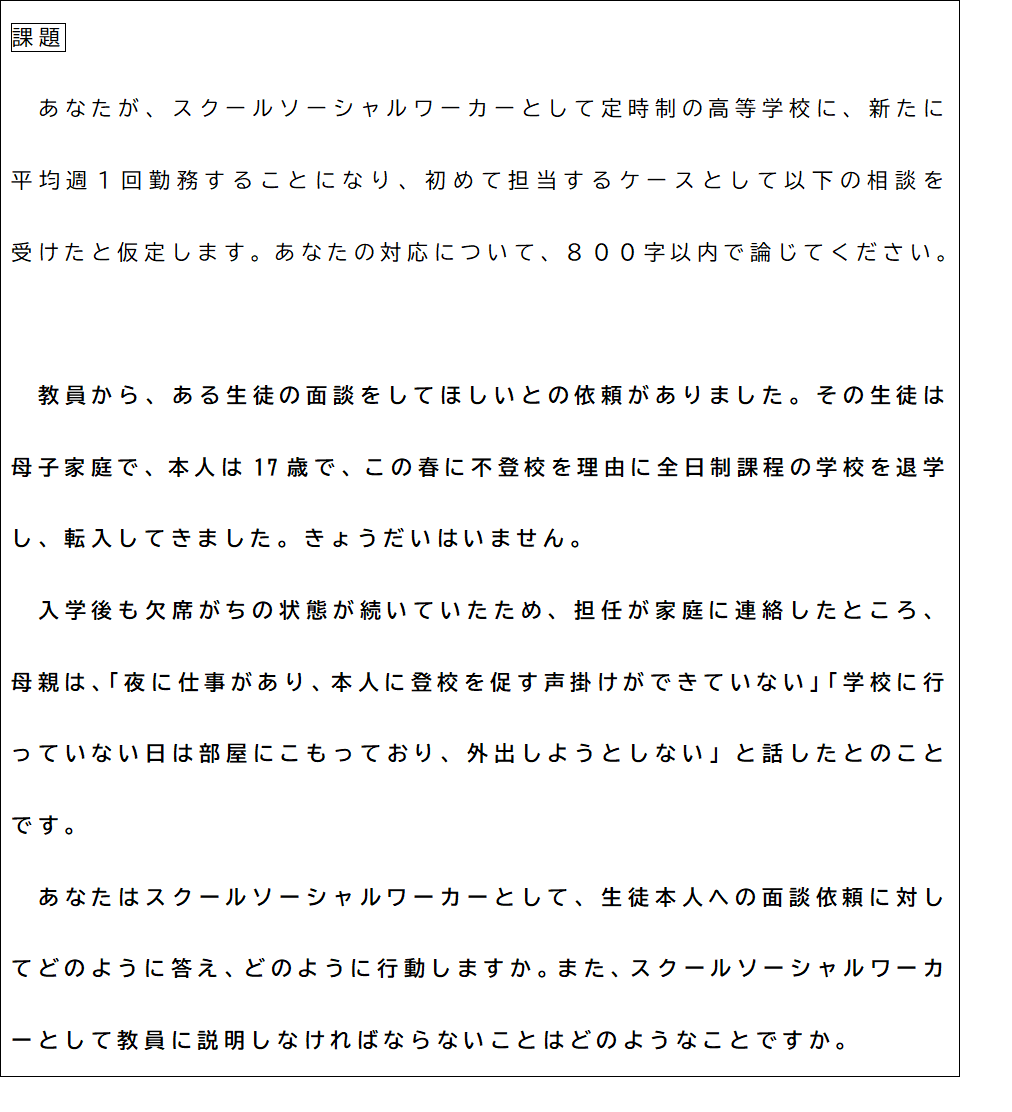 課題
あなたが、スクールソーシャルワーカーとして定時制の高等学校に、新たに
平均週１回勤務することになり、初めて担当するケースとして以下の相談を
受けたと仮定します。あなたの対応について、８００字以内で論じてください。
教員から、ある生徒の面談をしてほしいとの依頼がありました。その生徒は
母子家庭で、本人は 17 歳で、この春に不登校を理由に全日制課程の学校を退学
し、転入してきました。きょうだいはいません。
入学後も欠席がちの状態が続いていたため、担任が家庭に連絡したところ、
母親は、「夜に仕事があり、本人に登校を促す声掛けができていない」「学校に行
っていない日は部屋にこもっており、外出しようとしない」と話したとのこと
です。
あなたはスクールソーシャルワーカーとして、生徒本人への面談依頼に対し
てどのように答え、どのように行動しますか。また、スクールソーシャルワーカ
ーとして教員に説明しなければならないことはどのようなことですか。